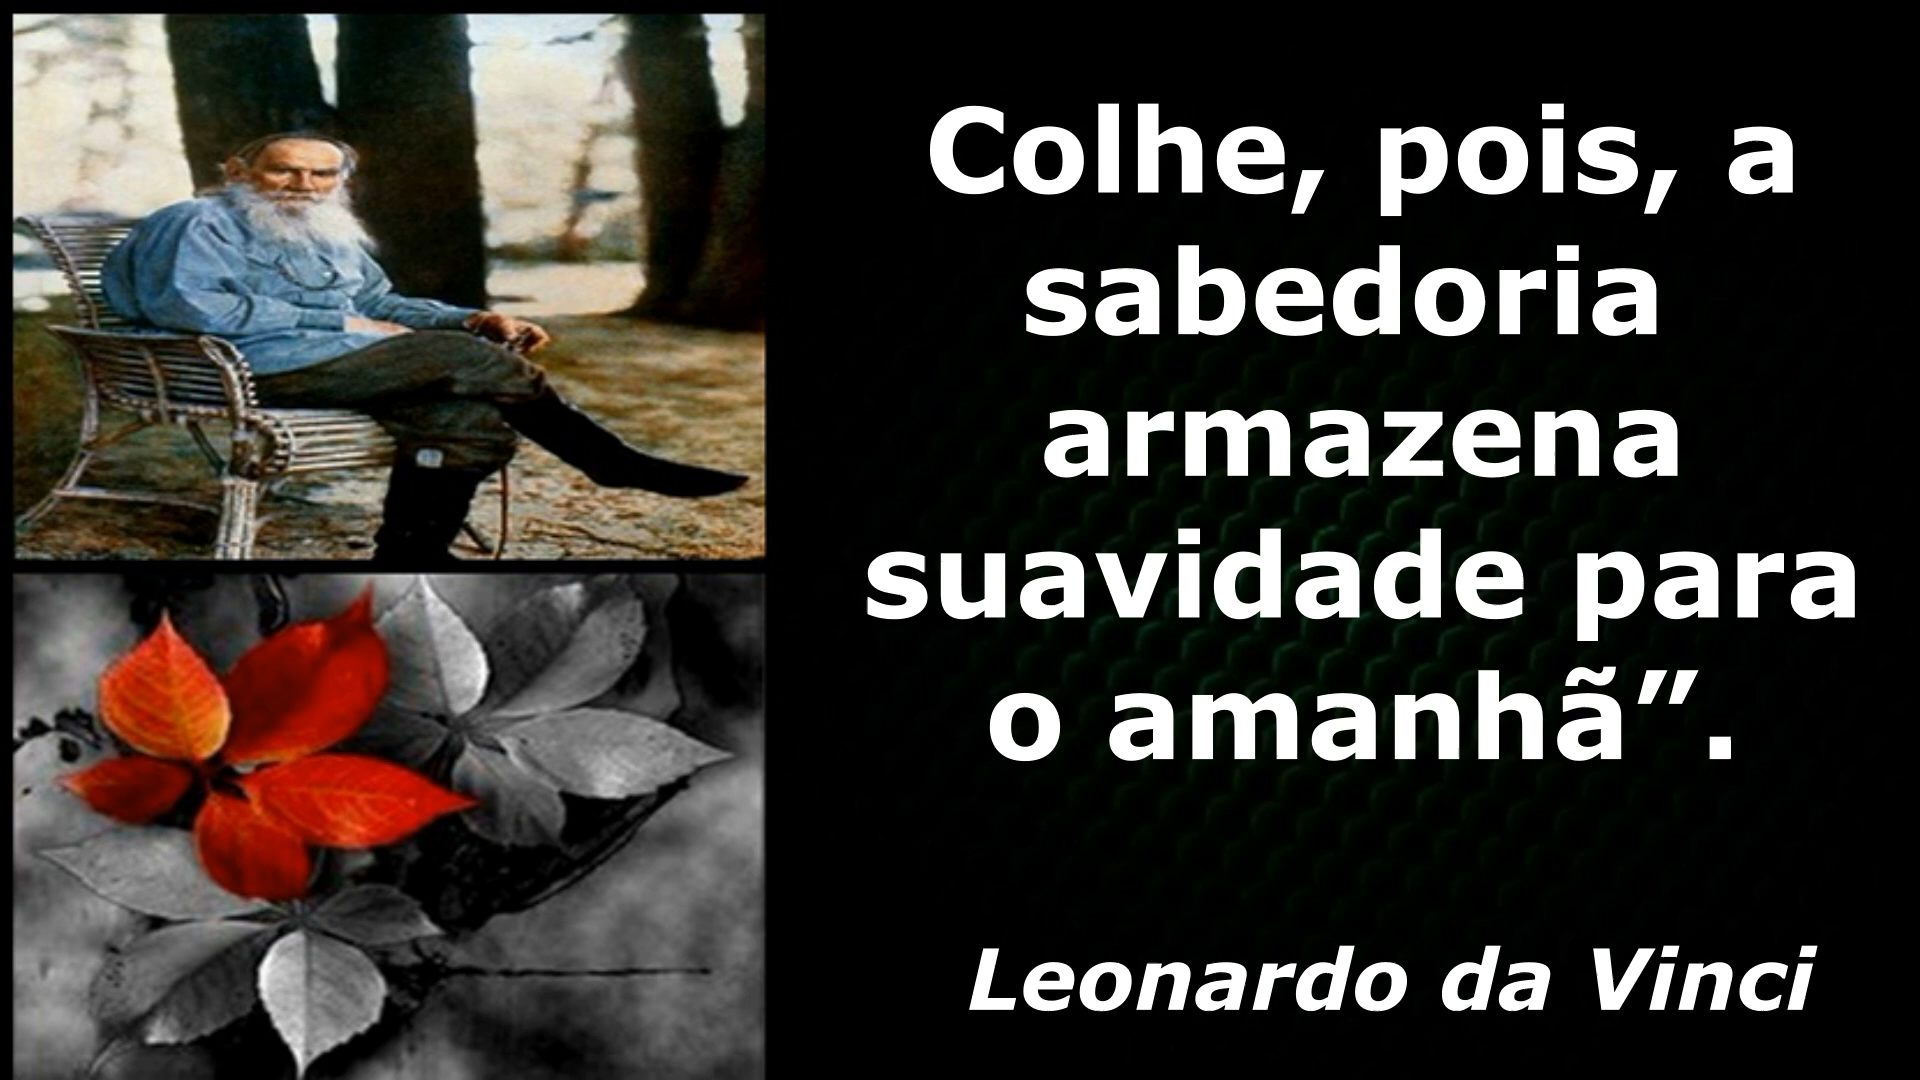 Colhe, pois, a
sabedoria
armazena
suavidade para
o amanhã”.
Leonardo da Vinci